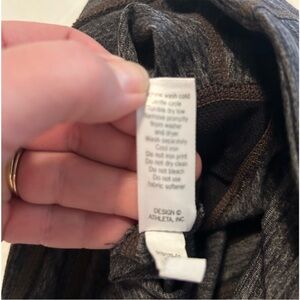 wash cold
gentle cycle
Tumble dry low
Remove promptly
from washer
and dryer
Wash separately
Cool iron
Do not iron print
Do not dry clean
Do not bleach
Do not use
fabric softener
DESIGN ©
ATHLETA, INC